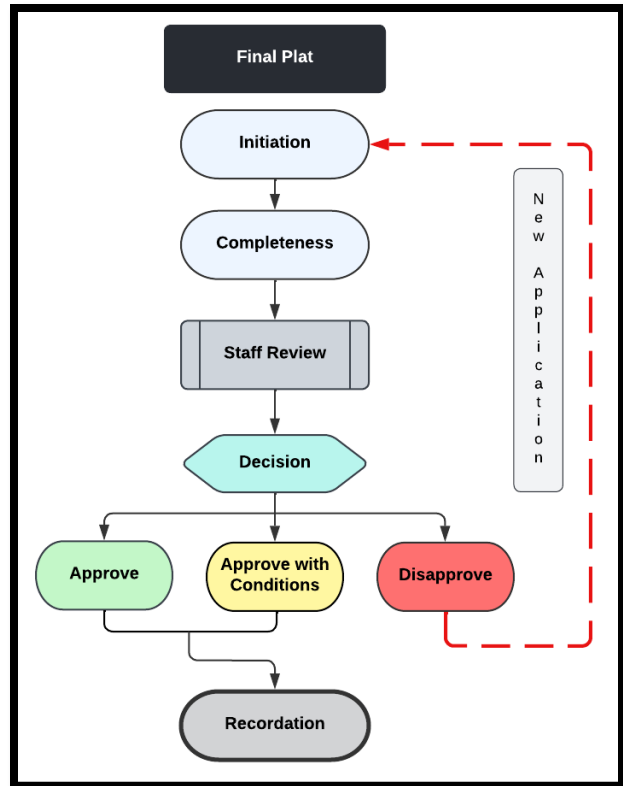 Final Plat
Initiation
New Application
Completeness
Staff Review
Decision
Approve
Approve with
Conditions
Disapprove
Recordation